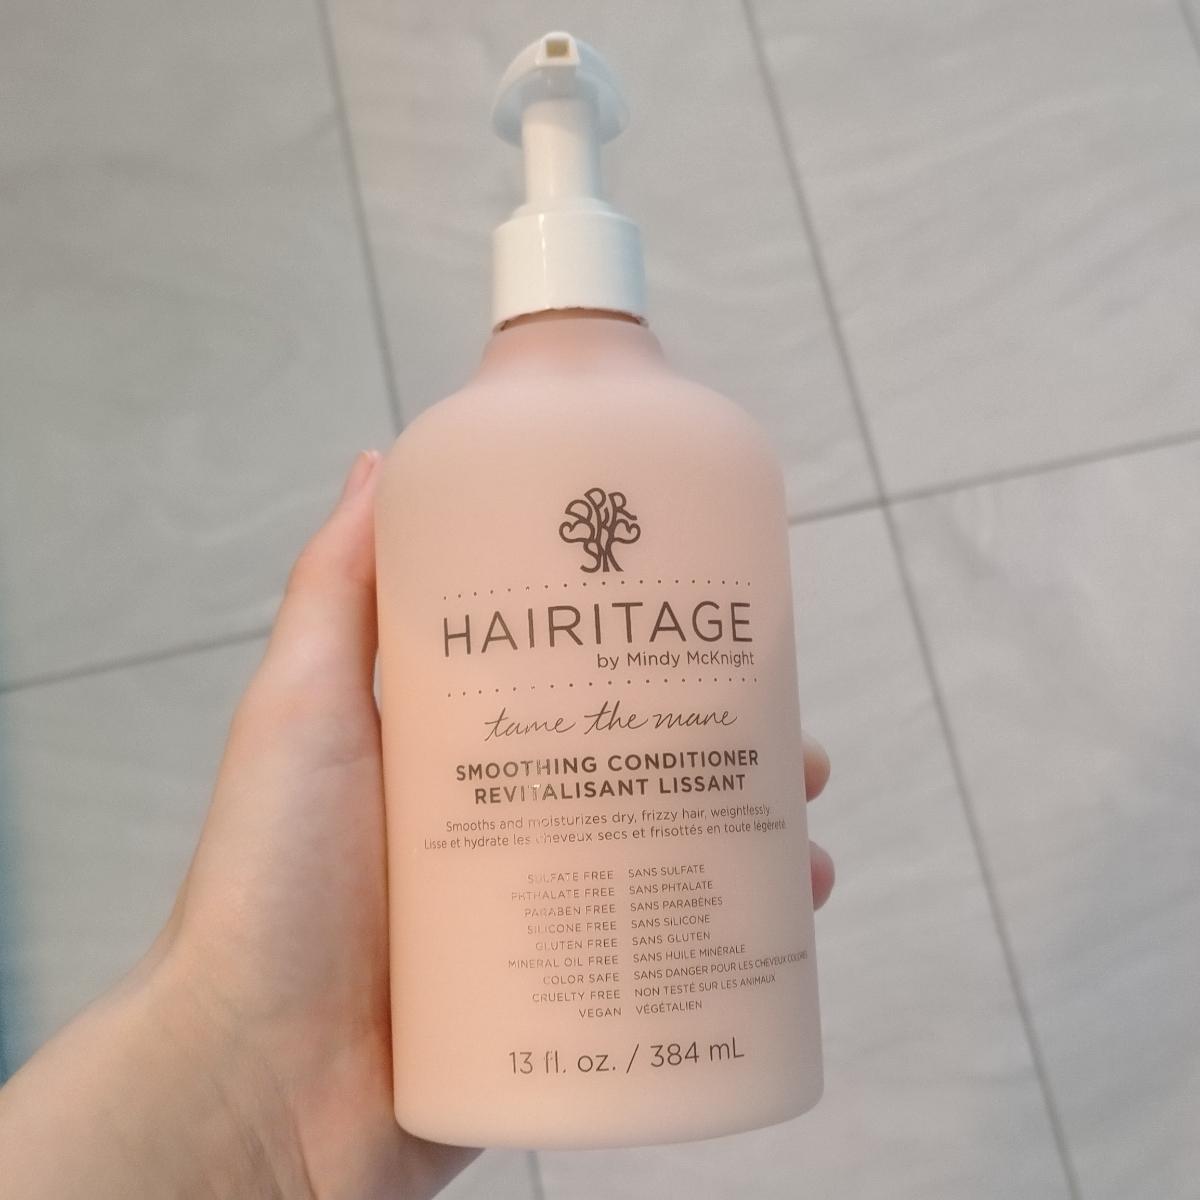 HAIRITAGE
by Mindy McKnight
tame the mane
SMOOTHING CONDITIONER
REVITALISANT LISSANT
Smooths and moisturizes dry, frizzy hair, weightlessly.
Lisse et hydrate les cheveux secs et frisottés en toute légèreté.
SULFATE FREE SANS SULFATE
PHTHALATE FREE SANS PHTALATE
PARABEN FREE SANS PARABÈNES
SILICONE FREE SANS SILICONE
GLUTEN FREE SANS GLUTEN
MINERAL OIL FREE SANS HUILE MINÉRALE
COLOR SAFE SANS DANGER POUR LES CHEVEUX COLORÉS
CRUELTY FREE NON TESTÉ SUR LES ANIMAUX
VEGAN VÉGÉTALIEN
13 fl. oz. / 384 mL